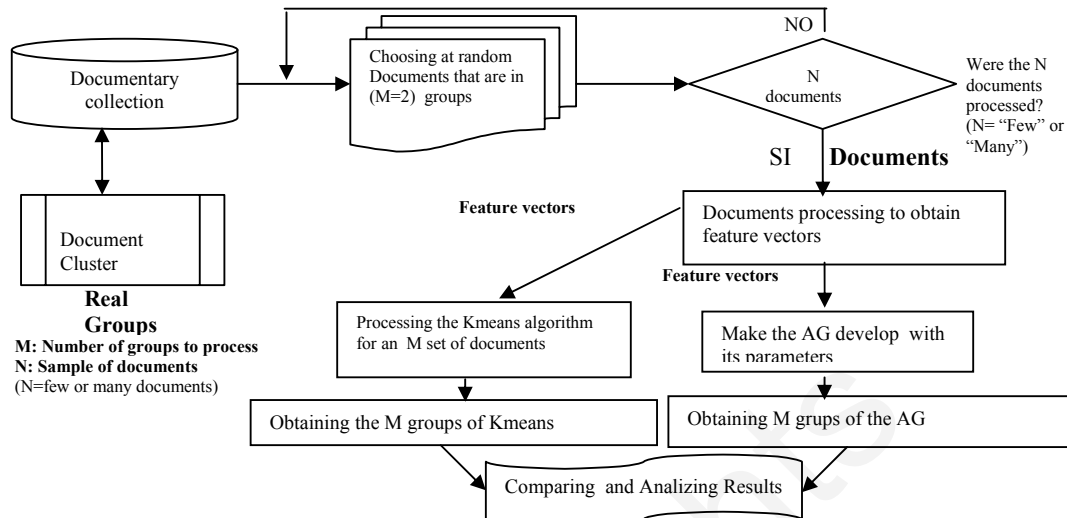 NO
Documentary
collection
Choosing at random
Documents that are in
(M=2) groups
N
documents
Were the N
documents
processed?
(N= “Few” or
“Many”)
SI Documents
Document
Cluster
Real
Groups
M: Number of groups to process
N: Sample of documents
(N=few or many documents)
Feature vectors
Documents processing to obtain
feature vectors
Feature vectors
Processing the Kmeans algorithm
for an M set of documents
Make the AG develop with
its parameters
Obtaining the M groups of Kmeans
Obtaining M grups of the AG
Comparing and Analizing Results